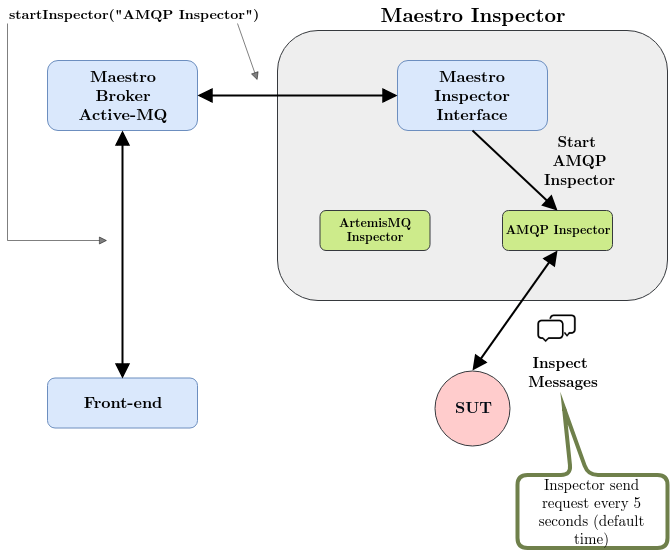 startInspector("AMQP Inspector")
Maestro Inspector
Maestro
Broker
Active-MQ
Maestro
Inspector
Interface
Start
AMQP
Inspector
ArtemisMQ
Inspector
AMQP Inspector
Inspect
Messages
Front-end
SUT
Inspector send
request every 5
seconds (default
time)